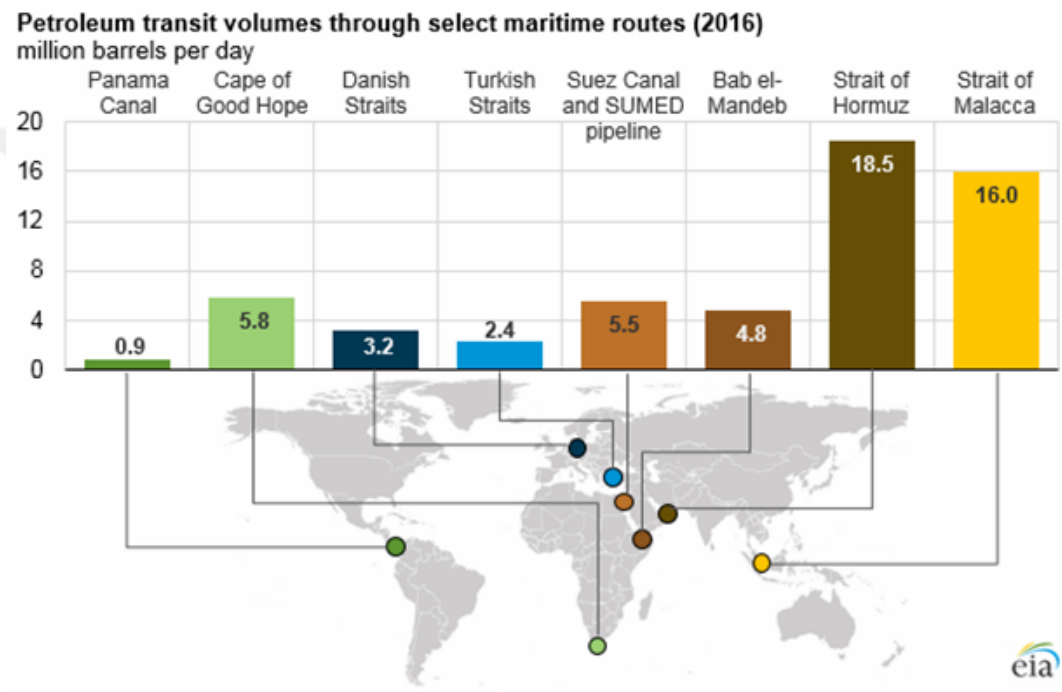 Petroleum transit volumes through select maritime routes (2016)
million barrels per day
Panama Canal
Cape of Good Hope
Danish Straits
Turkish Straits
Suez Canal and SUMED pipeline
Bab el-Mandeb
Strait of Hormuz
Strait of Malacca
20
16
12
8
4
0
0.9
5.8
3.2
2.4
5.5
4.8
18.5
16.0
eia